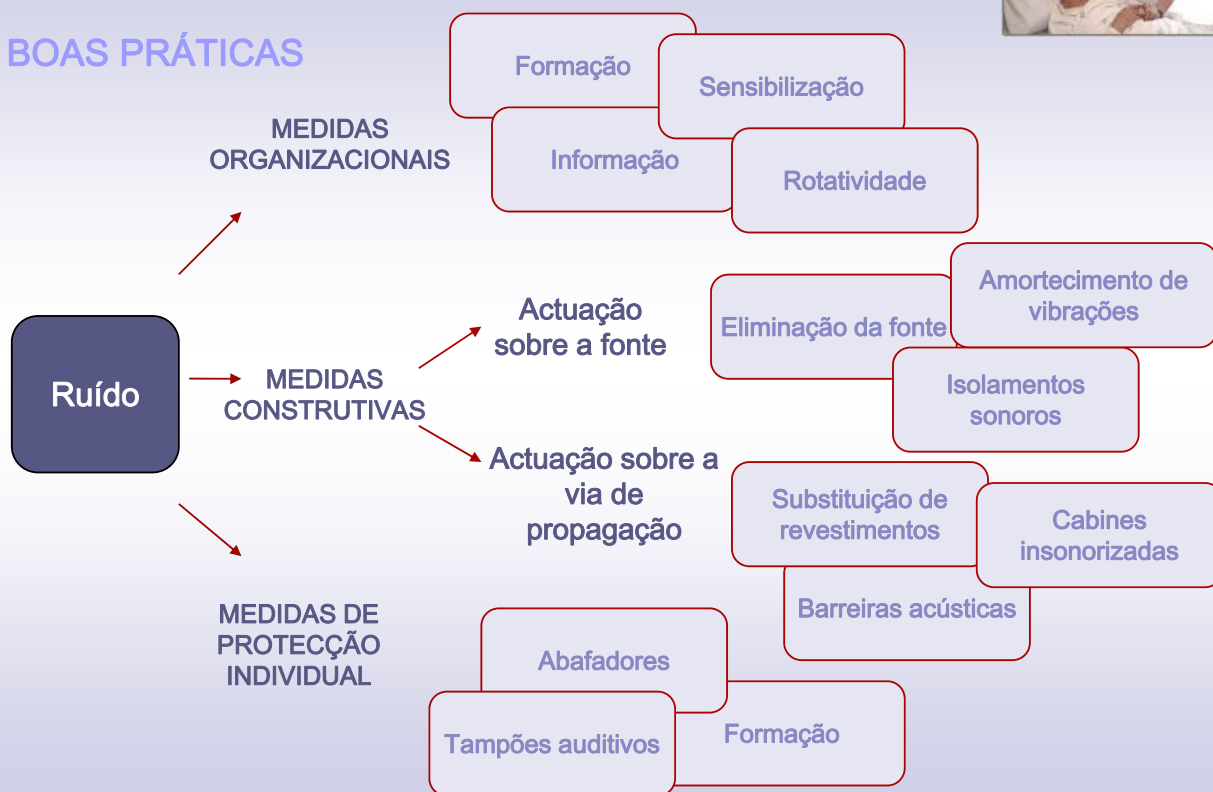 BOAS PRÁTICAS
Formação
Sensibilização
Informação
Rotatividade
MEDIDAS
ORGANIZACIONAIS
Ruído
MEDIDAS
CONSTRUTIVAS
Actuação
sobre a fonte
Eliminação da fonte
Amortecimento de
vibrações
Isolamentos
sonoros
Actuação sobre a
via de
propagação
Substituição de
revestimentos
Cabines
insonorizadas
Barreiras acústicas
MEDIDAS DE
PROTECÇÃO
INDIVIDUAL
Abafadores
Tampões auditivos
Formação